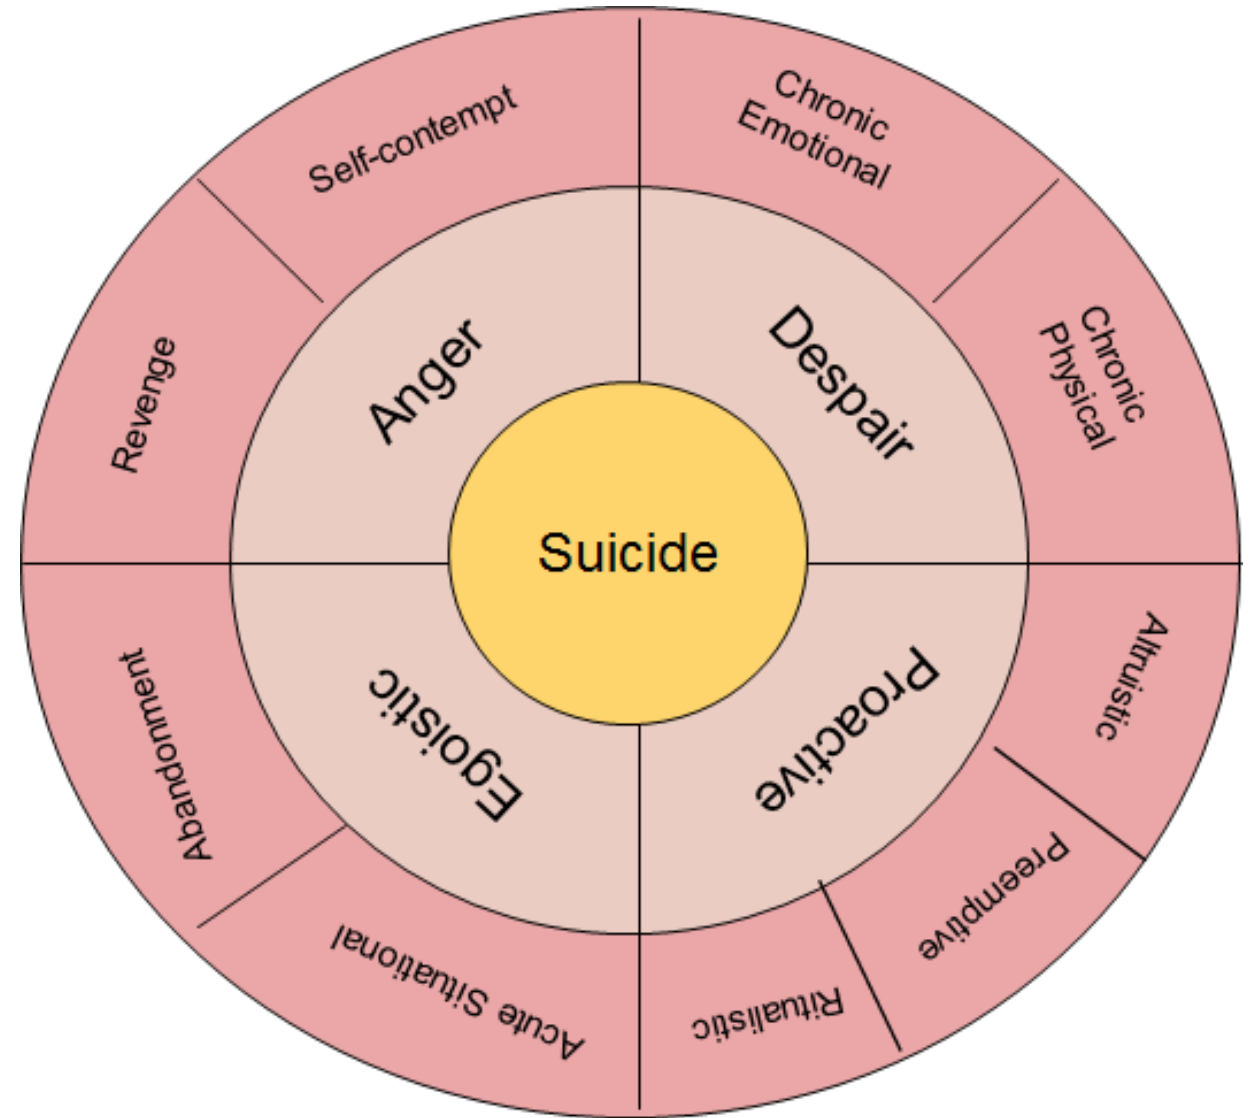 Suicide
Anger
Despair
Proactive
Egoistic
Self-contempt
Chronic
Emotional
Chronic
Physical
Altruistic
Preemptive
Ritualistic
Acute Situational
Abandonment
Revenge